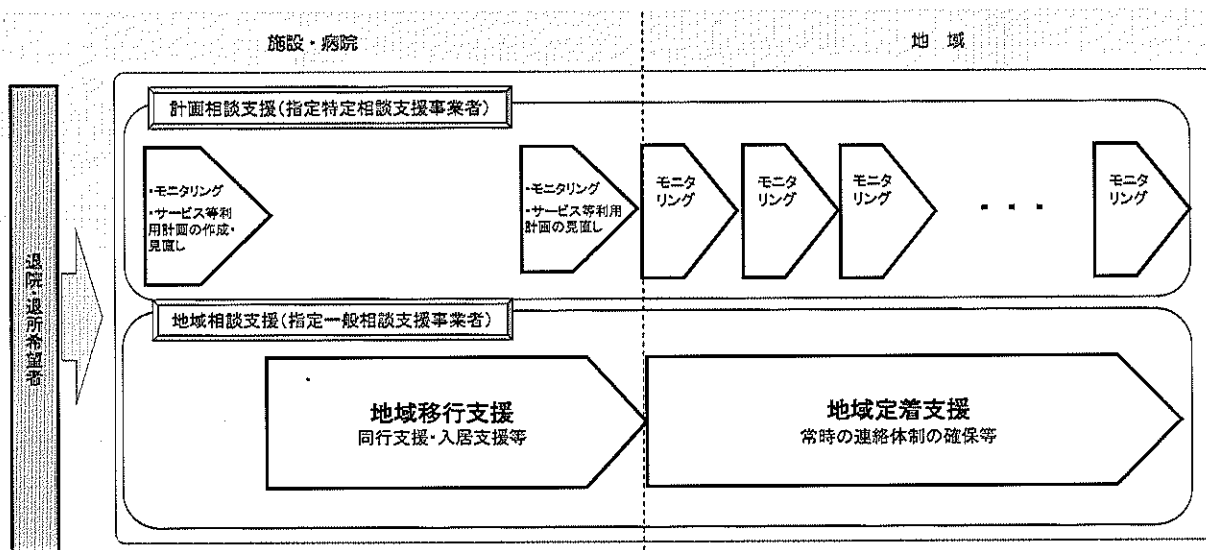 施設・病院
地 域
退院・退所希望者
計画相談支援(指定特定相談支援事業者)
・モニタリング
・サービス等利
用計画の作成・
見直し
・モニタリング
・サービス等利用
計画の見直し
モニタ
リング
モニタ
リング
モニタ
リング
・・・
モニタ
リング
地域相談支援(指定一般相談支援事業者)
地域移行支援
同行支援・入居支援等
地域定着支援
常時の連絡体制の確保等